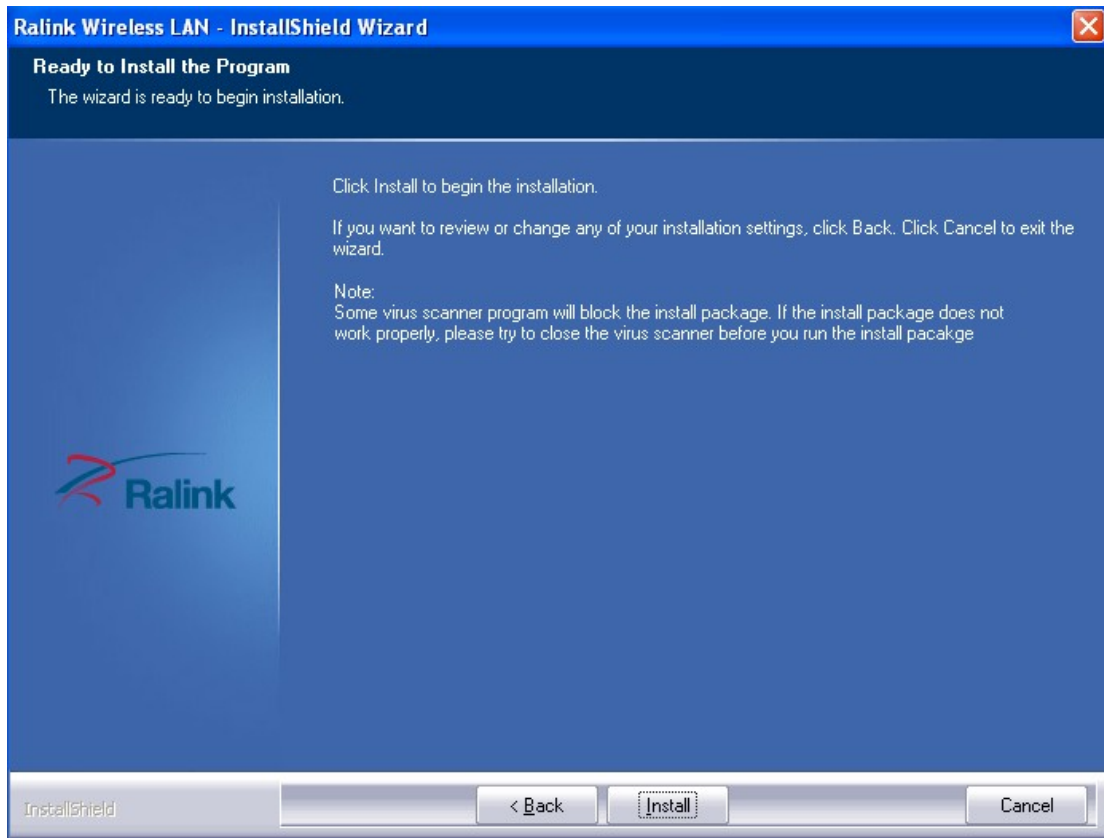 Ralink Wireless LAN - InstallShield Wizard
Ready to Install the Program
The wizard is ready to begin installation.
Click Install to begin the installation.
If you want to review or change any of your installation settings, click Back. Click Cancel to exit the
wizard.
Note:
Some virus scanner program will block the install package. If the install package does not
work properly, please try to close the virus scanner before you run the install pacakge
Ralink
InstallShield
< Back
Install
Cancel